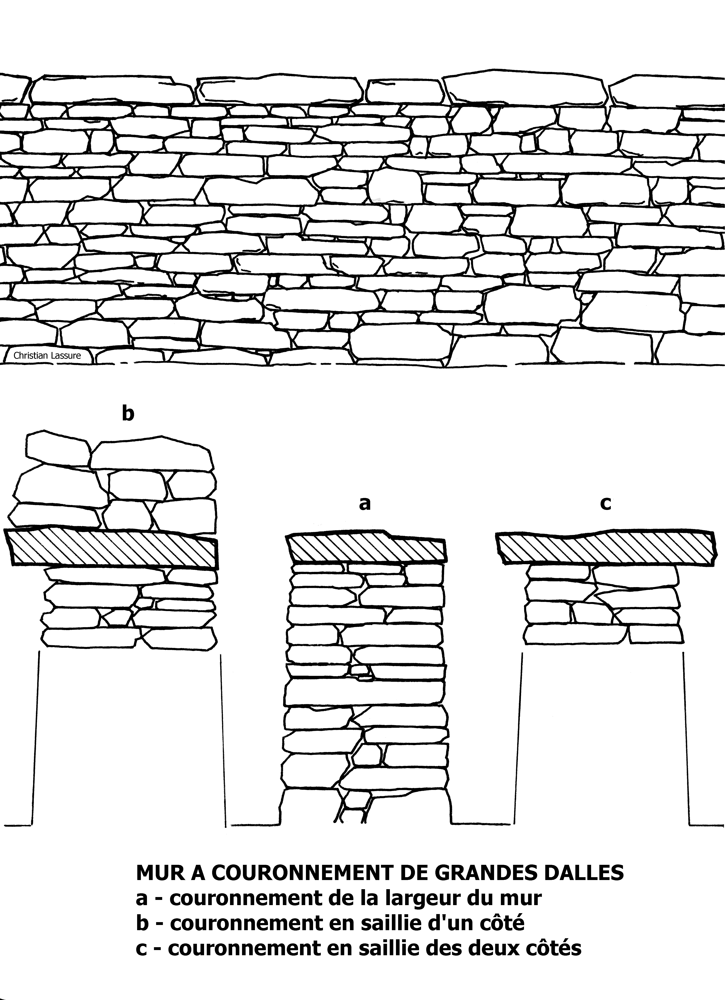 Christian Lassure
b
a
c
MUR A COURONNEMENT DE GRANDES DALLES
a - couronnement de la largeur du mur
b - couronnement en saillie d'un côté
c - couronnement en saillie des deux côtés